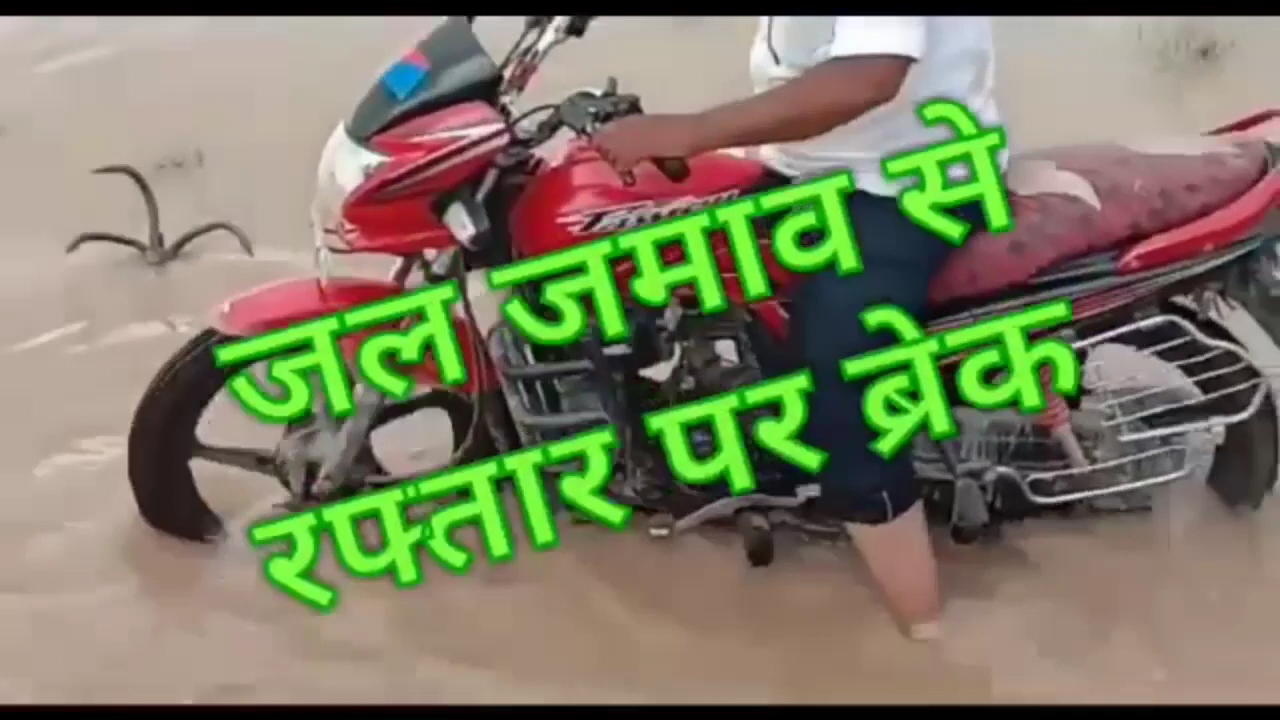 जल जमाव से
रफ्तार पर ब्रेक